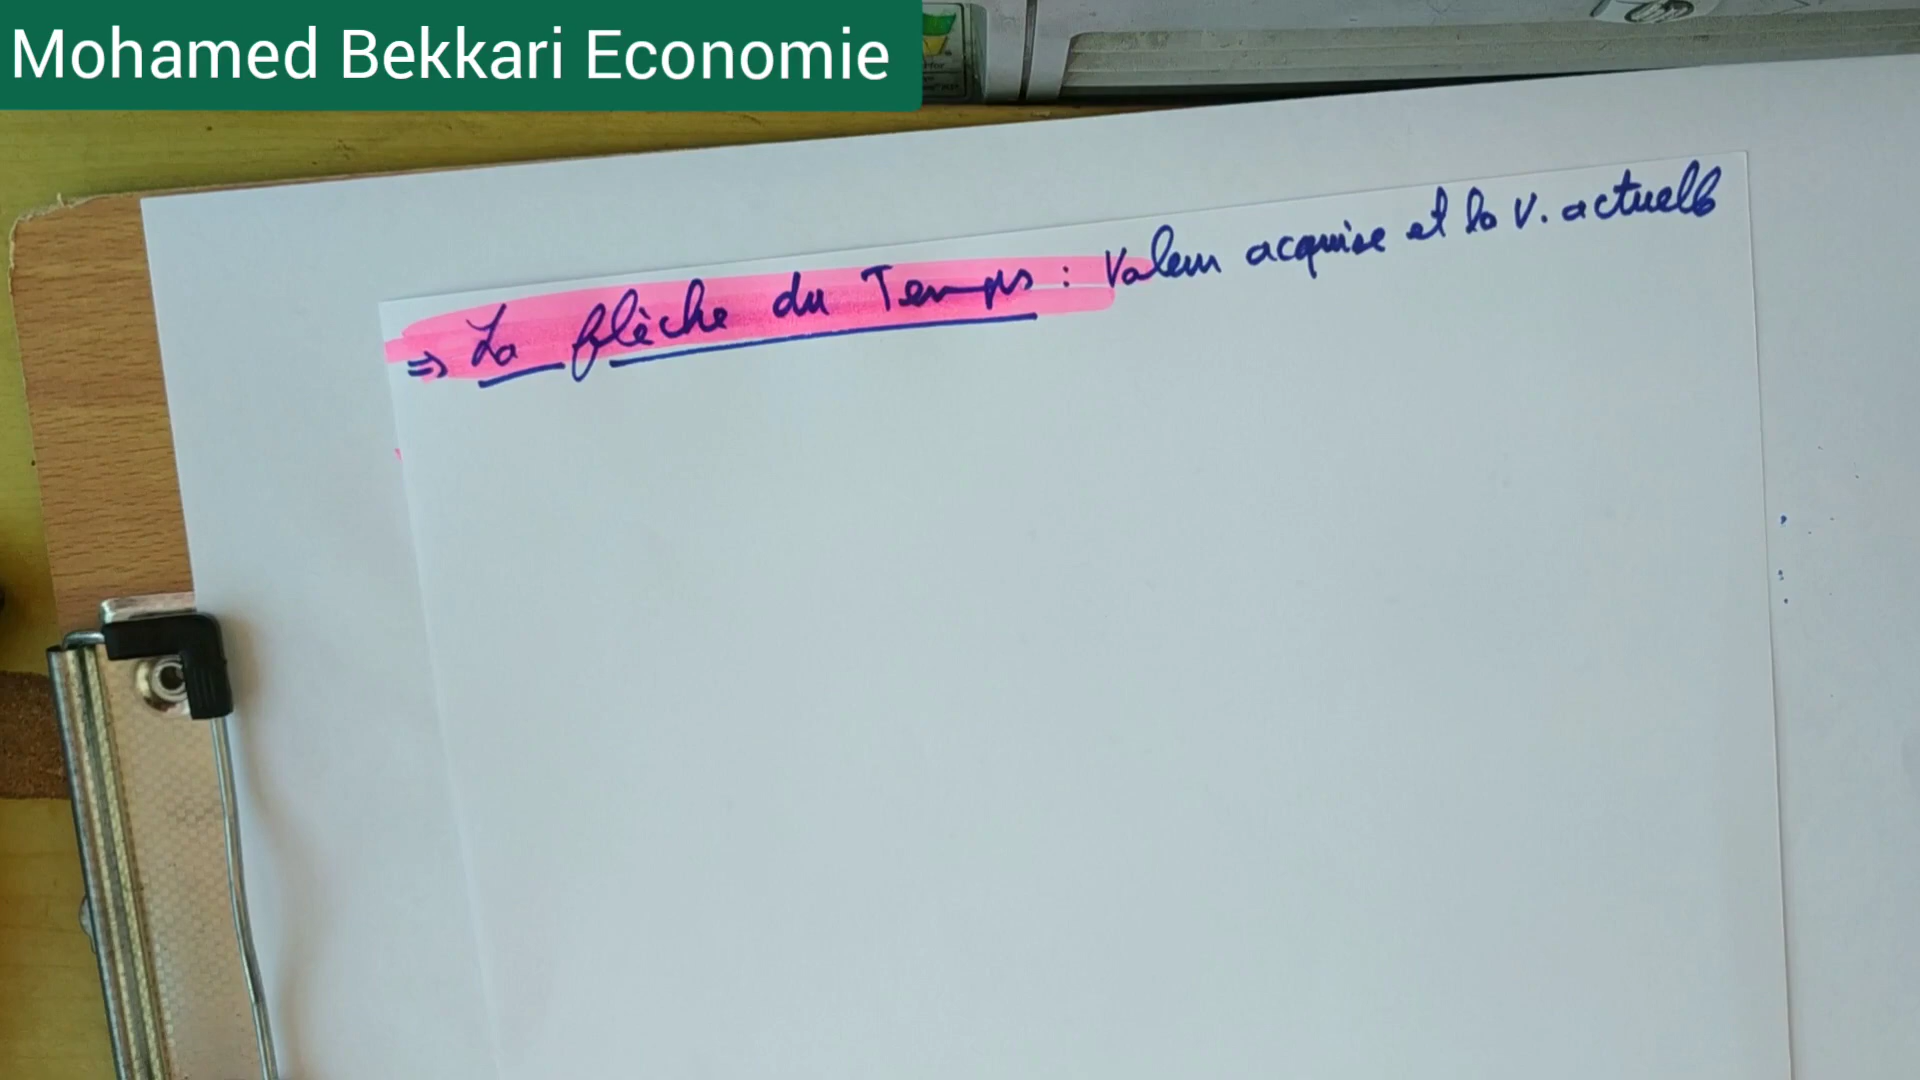 Mohamed Bekkari Economie
⇒ La flèche du Temps : Valeur acquise et la v. actuelle